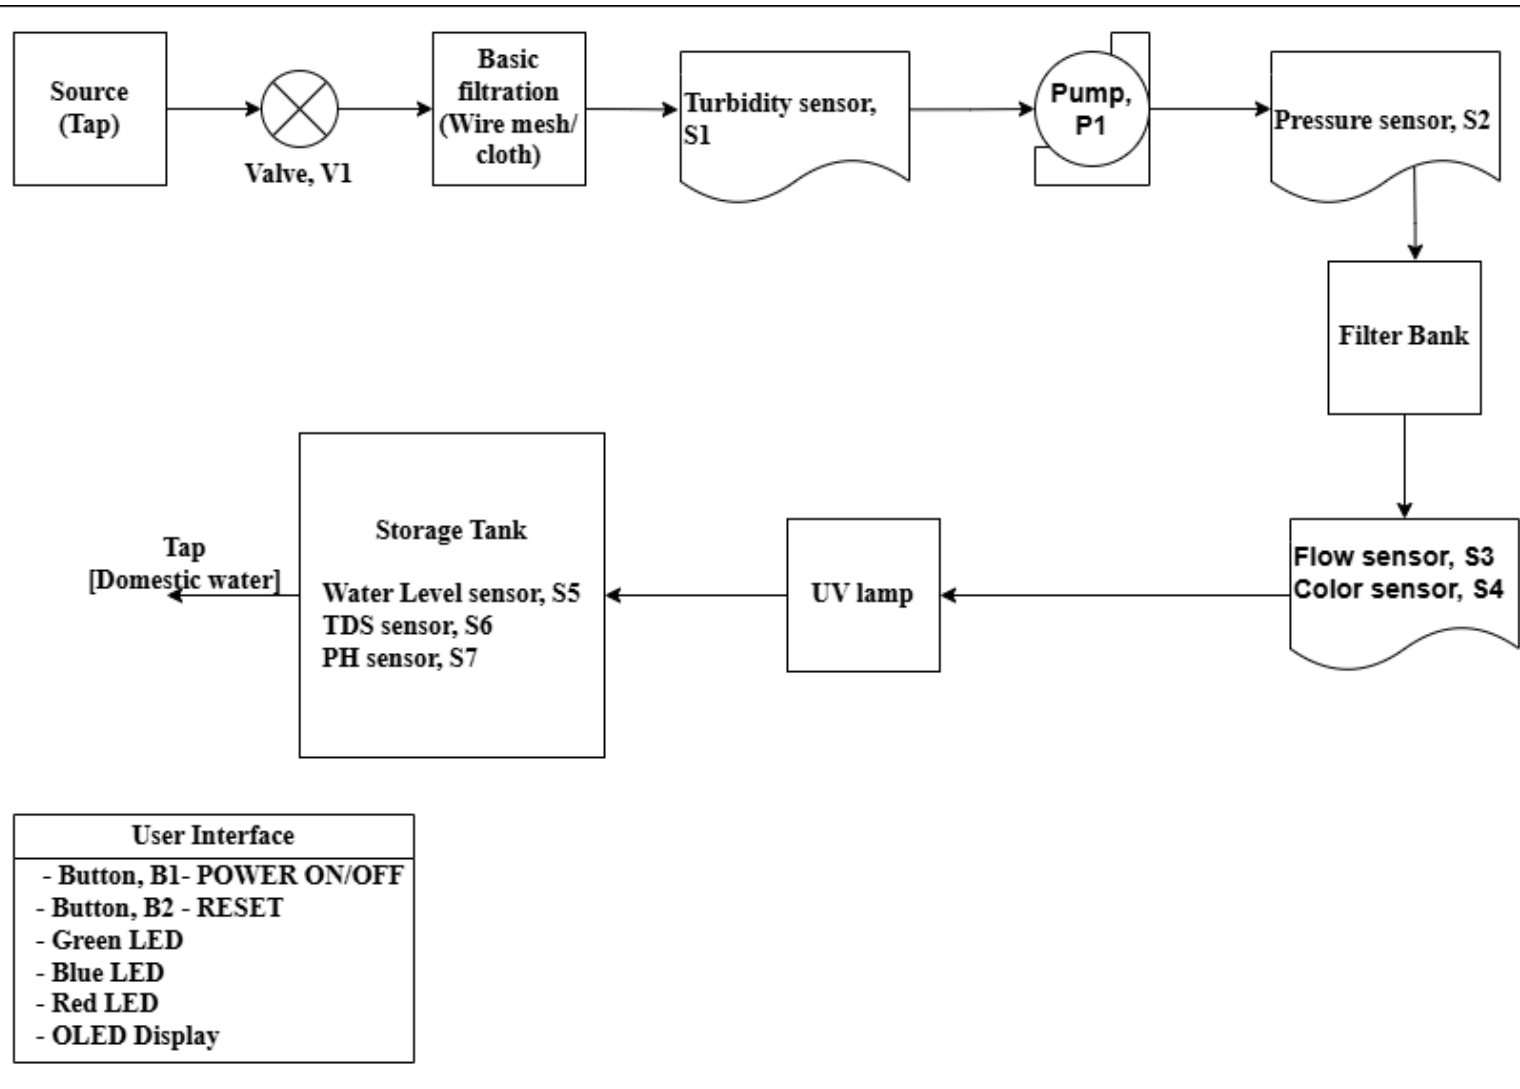 Source
(Tap)
Valve, V1
Basic
filtration
(Wire mesh/
cloth)
Turbidity sensor,
S1
Pump,
P1
Pressure sensor, S2
Filter Bank
Flow sensor, S3
Color sensor, S4
UV lamp
Storage Tank
Water Level sensor, S5
TDS sensor, S6
PH sensor, S7
Tap
[Domestic water]
User Interface
- Button, B1- POWER ON/OFF
- Button, B2 - RESET
- Green LED
- Blue LED
- Red LED
- OLED Display